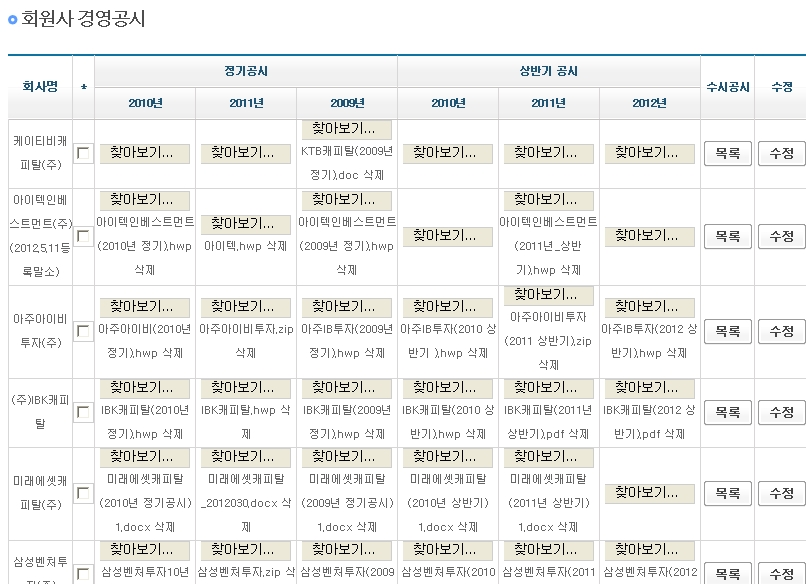 회원사 경영공시
회사명 * 정기공시 상반기 공시 수시공시 수정
2010년 2011년 2009년 2010년 2011년 2012년
케이티비캐
피탈(주)
찾아보기...
찾아보기...
찾아보기...
KTB캐피탈(2009년
정기).doc 삭제
찾아보기...
찾아보기...
찾아보기...
목록
수정
아이텍인베
스트먼트(주)
(2012.5.11등
록말소)
찾아보기...
아이텍인베스트먼트
(2010년 정기).hwp
삭제
찾아보기...
아이텍.hwp 삭제
찾아보기...
아이텍인베스트먼트
(2009년 정기).hwp
삭제
찾아보기...
찾아보기...
아이텍인베스트먼트
(2011년_상반
기).hwp 삭제
찾아보기...
목록
수정
아주아이비
투자(주)
찾아보기...
아주아이비(2010년
정기).hwp 삭제
찾아보기...
아주아이비투자.zip
삭제
찾아보기...
아주IB투자(2009년
정기).hwp 삭제
찾아보기...
아주IB투자(2010 상
반기 ).hwp 삭제
찾아보기...
아주아이비투자
(2011 상반기).zip
삭제
찾아보기...
아주IB투자(2012 상
반기).hwp 삭제
목록
수정
(주)IBK캐피
탈
찾아보기...
IBK캐피탈(2010년
정기).hwp 삭제
찾아보기...
IBK캐피탈.hwp 삭
제
찾아보기...
IBK캐피탈(2009년
정기).hwp 삭제
찾아보기...
IBK캐피탈(2010 상
반기).hwp 삭제
찾아보기...
IBK캐피탈(2011년
상반기).pdf 삭제
찾아보기...
IBK캐피탈(2012 상
반기).pdf 삭제
목록
수정
미래에셋캐
피탈(주)
찾아보기...
미래에셋캐피탈
(2010년 정기공시)
1.docx 삭제
찾아보기...
미래에셋캐피탈
_2012030.docx 삭
제
찾아보기...
미래에셋캐피탈
(2009년 정기공시)
1.docx 삭제
찾아보기...
미래에셋캐피탈
(2010년 상반기)
1.docx 삭제
찾아보기...
미래에셋캐피탈
(2011년 상반기)
1.docx 삭제
찾아보기...
목록
수정
삼성벤처투
찾아보기...
삼성벤처투자10년
찾아보기...
삼성벤처투자.zip 삭
찾아보기...
삼성벤처투자(2009
찾아보기...
삼성벤처투자(2010
찾아보기...
삼성벤처투자(2011
찾아보기...
삼성벤처투자(2012
목록
수정